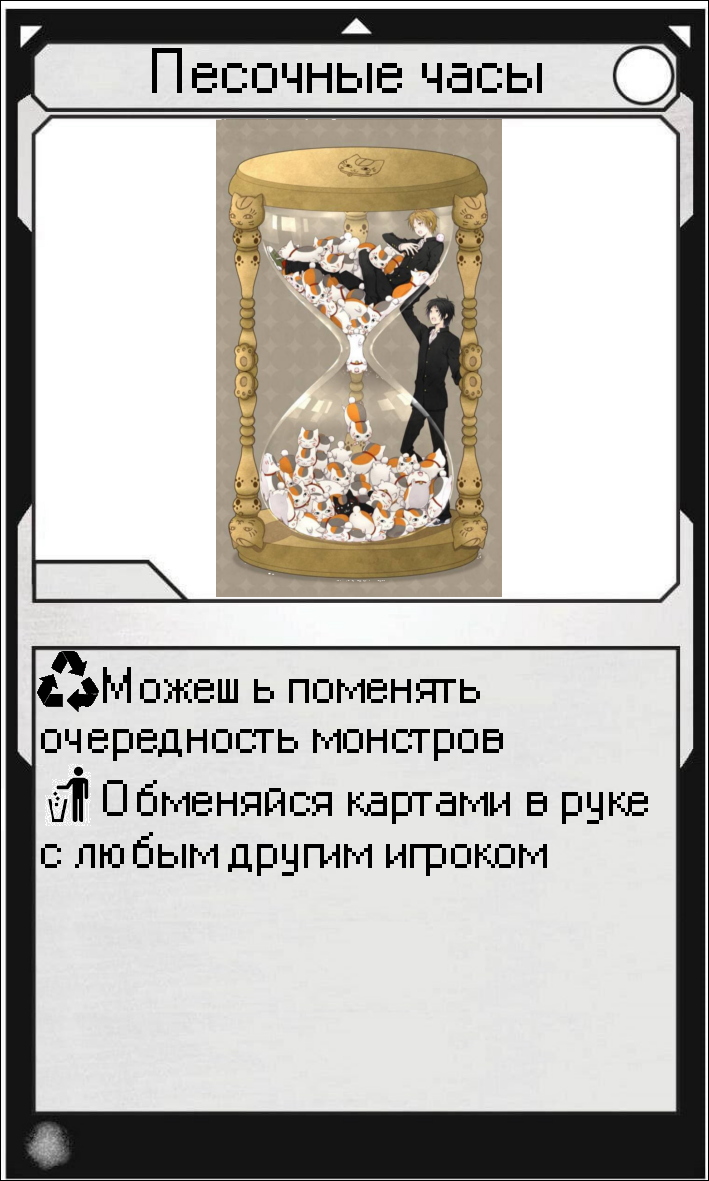 Песочные часы
Можешь поменять
очередность монстров
Обменяйся картами в руке
с любым другим игроком